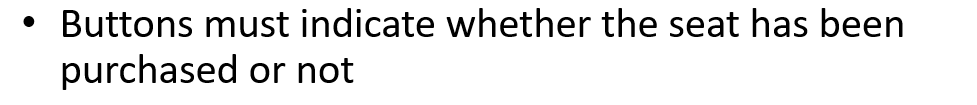 • Buttons must indicate whether the seat has been
purchased or not